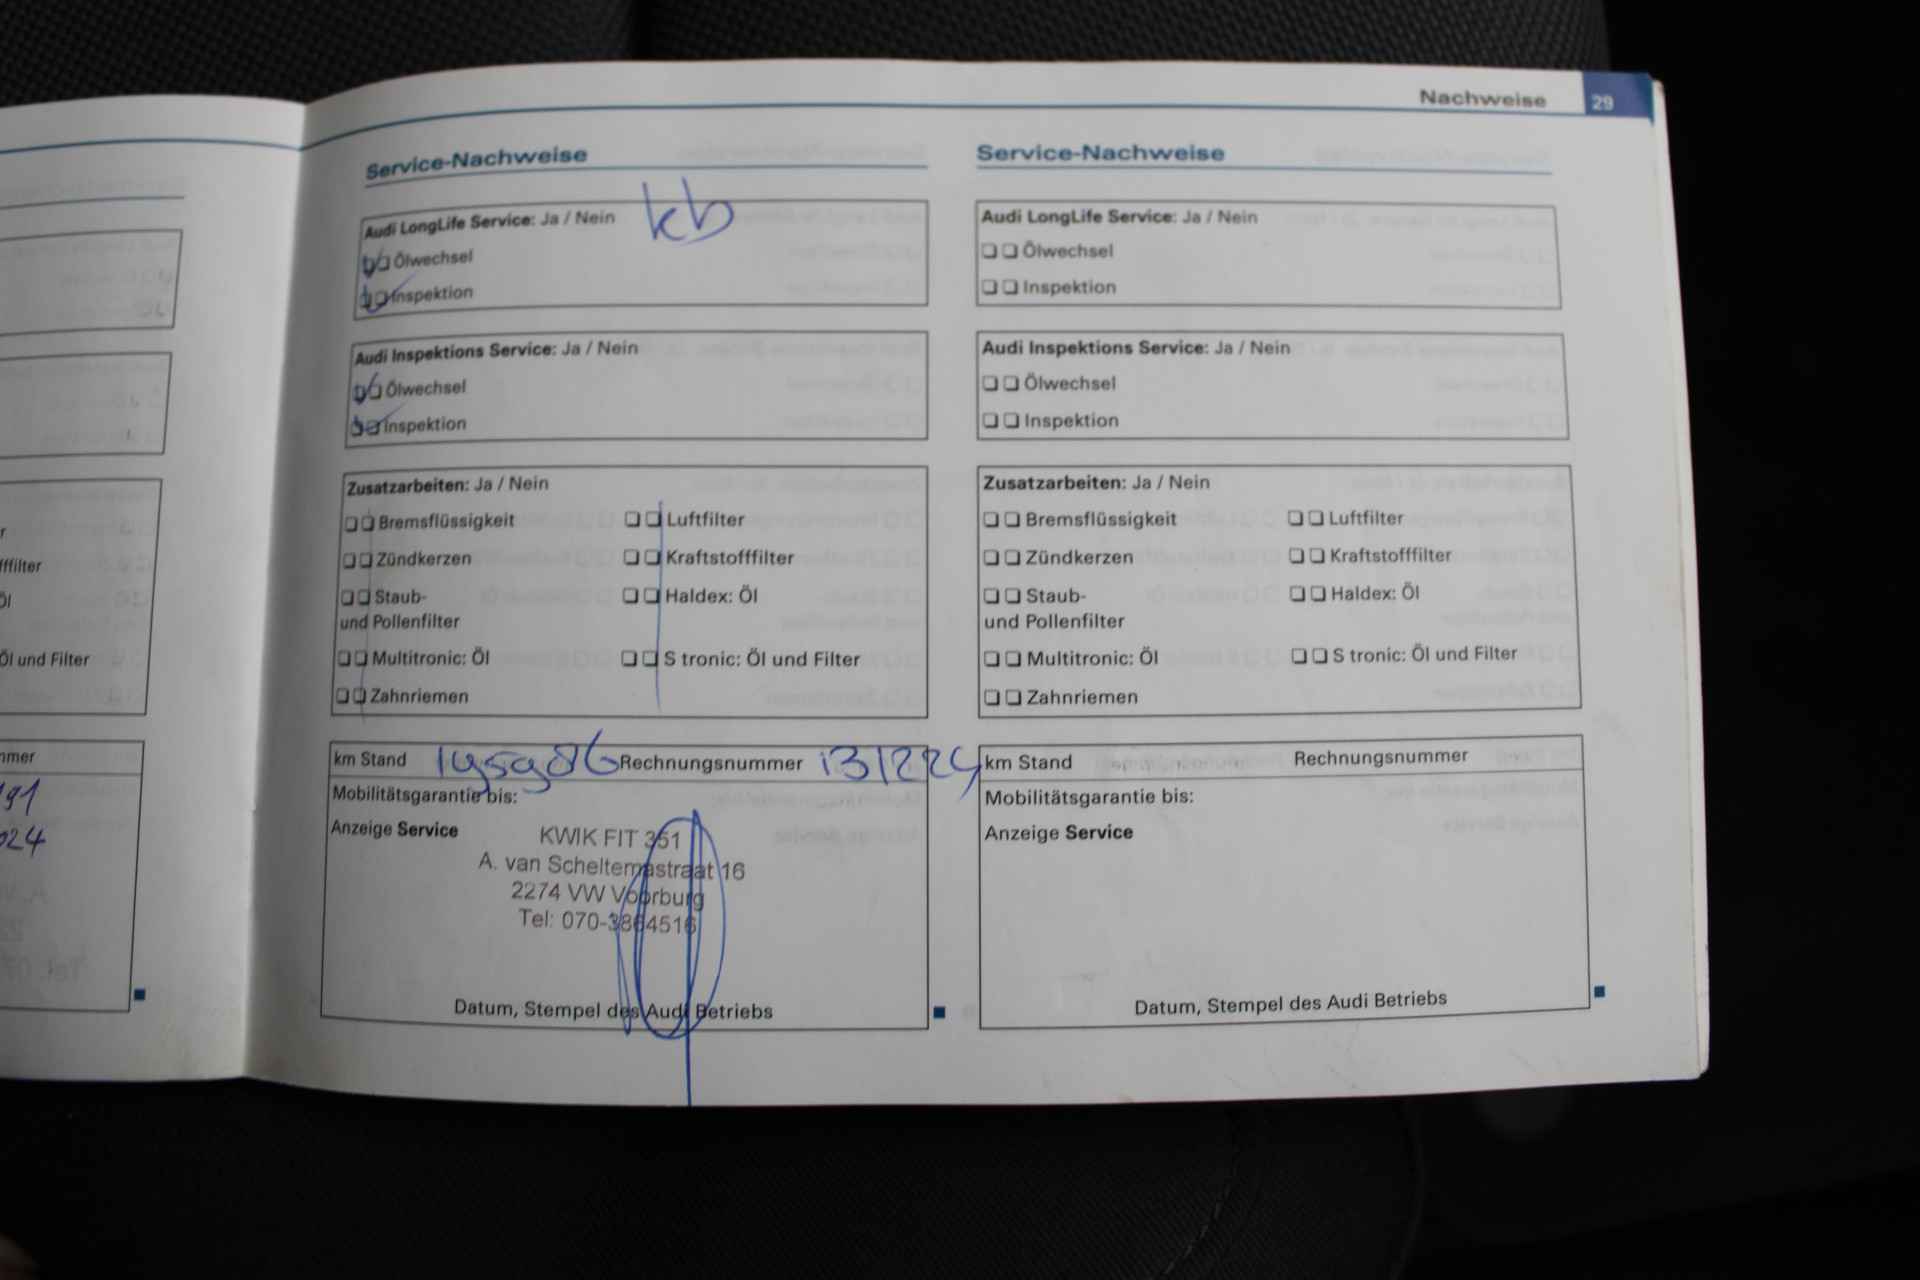 Nachweise 29
Service-Nachweise
kb
Audi LongLife Service: Ja / Nein
Ölwechsel
Inspektion
Audi Inspektions Service: Ja / Nein
Ölwechsel
Inspektion
Zusatzarbeiten: Ja / Nein
Bremsflüssigkeit
Luftfilter
Zündkerzen
Kraftstofffilter
Staub-
und Pollenfilter
Haldex: Öl
Multitronic: Öl
S tronic: Öl und Filter
Zahnriemen
km Stand
Rechnungsnummer
Mobilitätsgarantie bis:
Anzeige Service
KWIK FIT 351
A. van Scheltemastraat 16
2274 VW Voorburg
Tel: 070-3864516
Datum, Stempel des Audi Betriebs
Service-Nachweise
Audi LongLife Service: Ja / Nein
Ölwechsel
Inspektion
Audi Inspektions Service: Ja / Nein
Ölwechsel
Inspektion
Zusatzarbeiten: Ja / Nein
Bremsflüssigkeit
Luftfilter
Zündkerzen
Kraftstofffilter
Staub-
und Pollenfilter
Haldex: Öl
Multitronic: Öl
S tronic: Öl und Filter
Zahnriemen
km Stand
Rechnungsnummer
Mobilitätsgarantie bis:
Anzeige Service
Datum, Stempel des Audi Betriebs
Öl und Filter